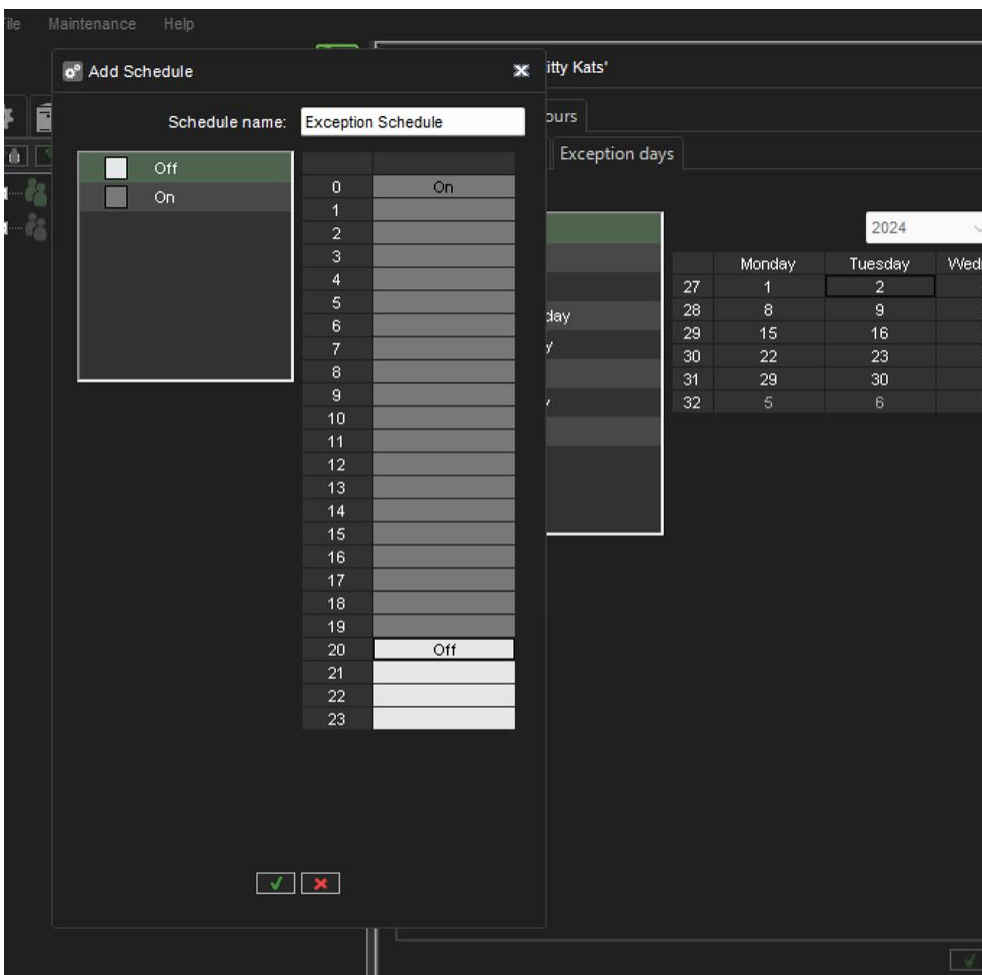 File Maintenance Help
Add Schedule
itty Kats'
Schedule name: Exception Schedule
ours
Exception days
Off
On
0 On
1
2
3
4
5
6
7
8
9
10
11
12
13
14
15
16
17
18
19
20 Off
21
22
23
day
y
2024
Monday Tuesday Wed
27 1 2
28 8 9
29 15 16
30 22 23
31 29 30
32 5 6